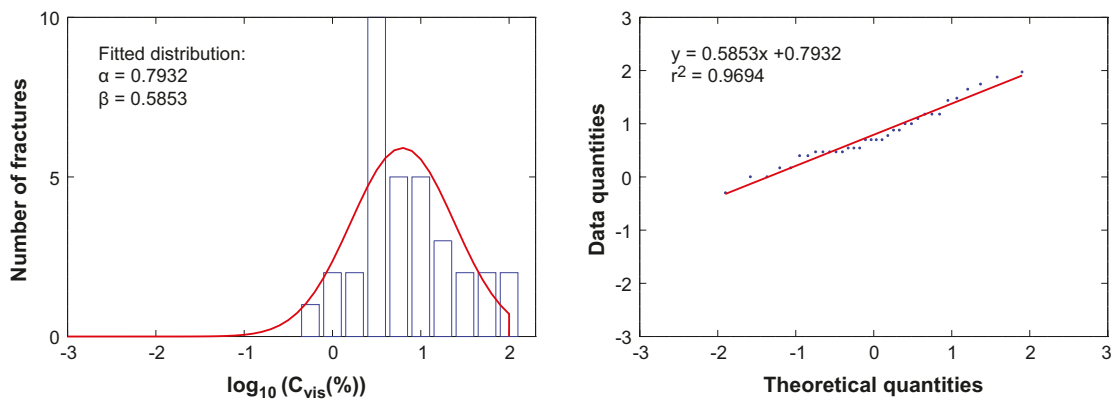 10
5
0
-3 -2 -1 0 1 2
Number of fractures
log10 (Cvis(%))
Fitted distribution:
α = 0.7932
β = 0.5853
3
2
1
0
-1
-2
-3
-3 -2 -1 0 1 2 3
Data quantities
Theoretical quantities
y = 0.5853x +0.7932
r² = 0.9694